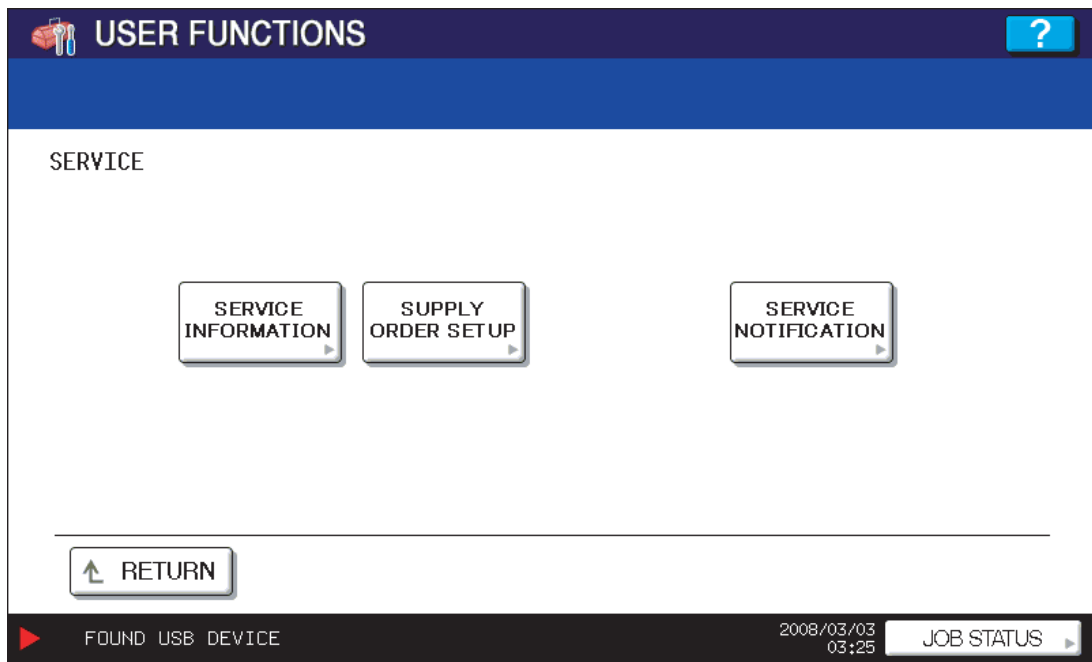 USER FUNCTIONS
?
SERVICE
SERVICE
INFORMATION
SUPPLY
ORDER SETUP
SERVICE
NOTIFICATION
RETURN
FOUND USB DEVICE
2008/03/03
03:25
JOB STATUS